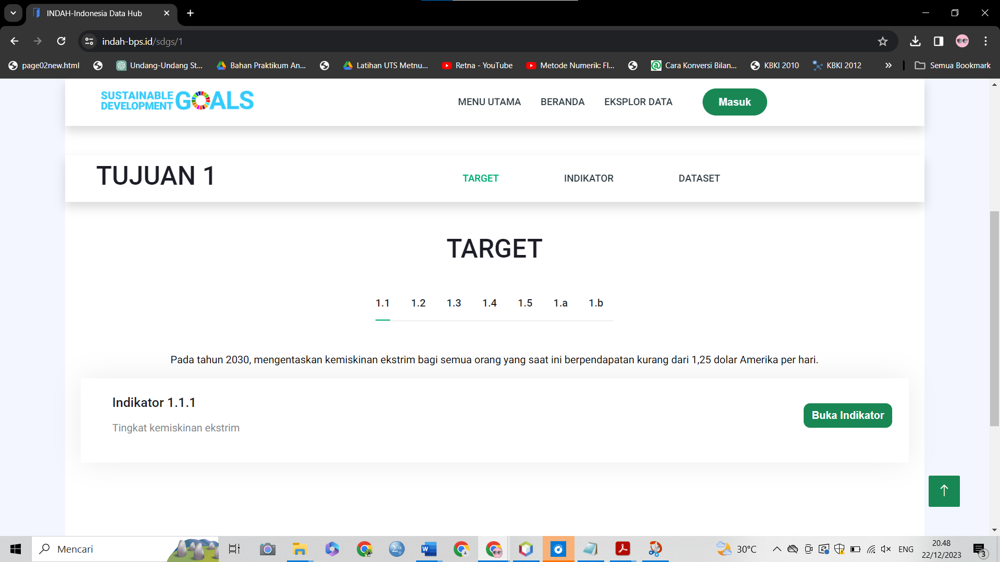 INDAH-Indonesia Data Hub
indah-bps.id/sdgs/1
page02new.html Undang-Undang St... Bahan Praktikum An... Latihan UTS Metnu... Retna - YouTube Metode Numerik: Fl... Cara Konversi Bilan... KBKI 2010 KBKI 2012 » Semua Bookmark
SUSTAINABLE DEVELOPMENT GOALS MENU UTAMA BERANDA EKSPLOR DATA Masuk
TUJUAN 1 TARGET INDIKATOR DATASET
TARGET
1.1 1.2 1.3 1.4 1.5 1.a 1.b
Pada tahun 2030, mengentaskan kemiskinan ekstrim bagi semua orang yang saat ini berpendapatan kurang dari 1,25 dolar Amerika per hari.
Indikator 1.1.1
Buka Indikator
Tingkat kemiskinan ekstrim
Mencari 30°C ENG 20.48
22/12/2023 3